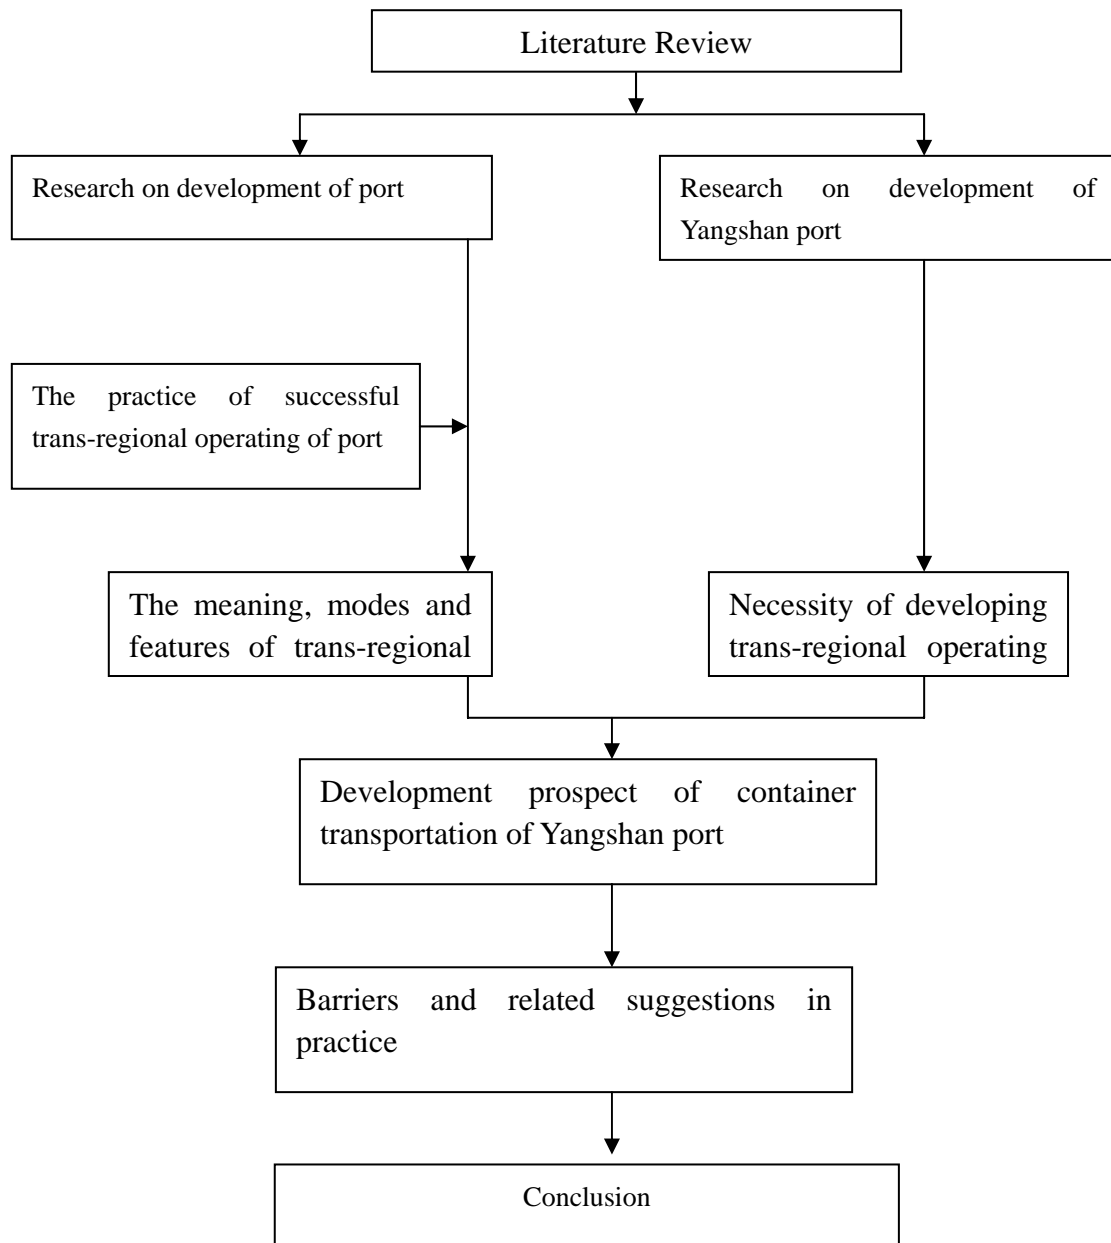 Literature Review
Research on development of port
Research on development of
Yangshan port
The practice of successful
trans-regional operating of port
The meaning, modes and
features of trans-regional
Necessity of developing
trans-regional operating
Development prospect of container
transportation of Yangshan port
Barriers and related suggestions in
practice
Conclusion